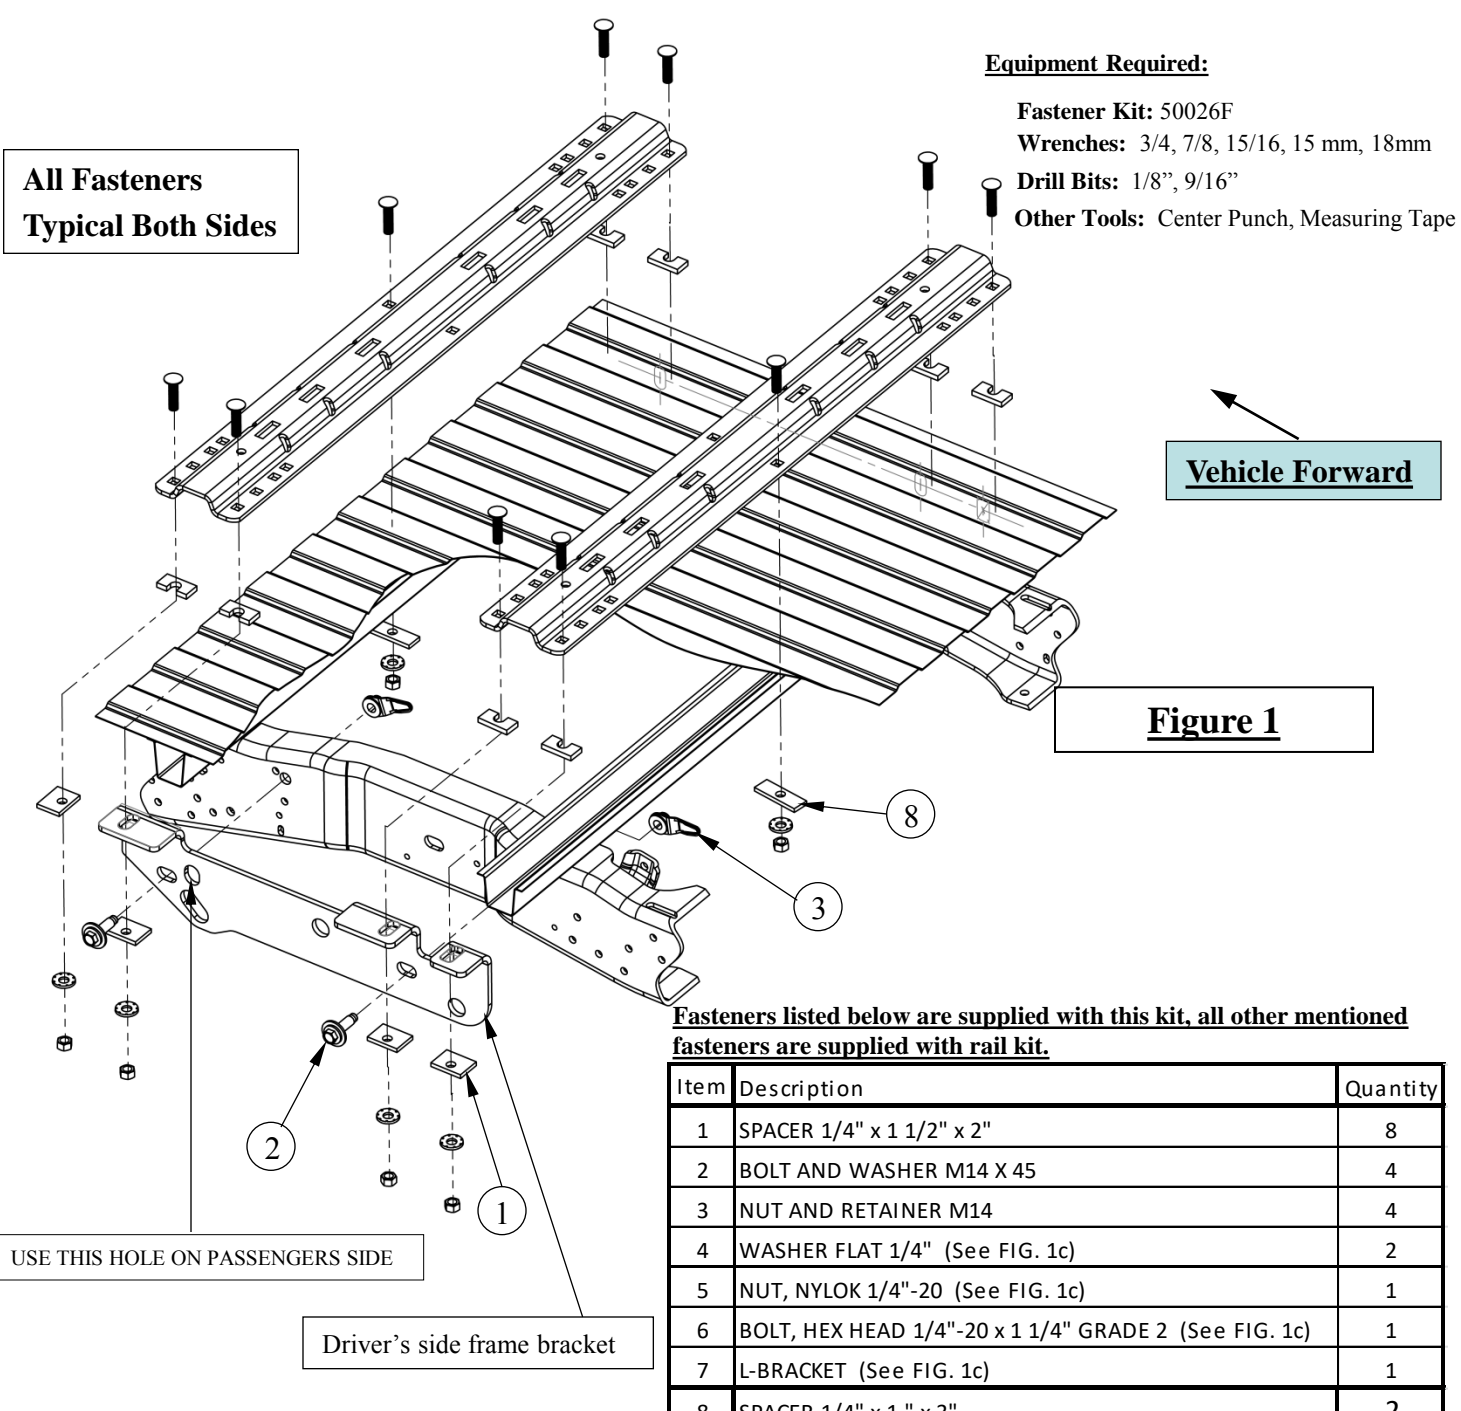 Equipment Required:
Fastener Kit: 50026F
Wrenches: 3/4, 7/8, 15/16, 15 mm, 18mm
Drill Bits: 1/8”, 9/16”
Other Tools: Center Punch, Measuring Tape
All Fasteners
Typical Both Sides
Vehicle Forward
Figure 1
8
3
2
1
USE THIS HOLE ON PASSENGERS SIDE
Driver’s side frame bracket
Fasteners listed below are supplied with this kit, all other mentioned
fasteners are supplied with rail kit.
Item Description Quantity
1 SPACER 1/4" x 1 1/2" x 2" 8
2 BOLT AND WASHER M14 X 45 4
3 NUT AND RETAINER M14 4
4 WASHER FLAT 1/4" (See FIG. 1c) 2
5 NUT, NYLOK 1/4"-20 (See FIG. 1c) 1
6 BOLT, HEX HEAD 1/4"-20 x 1 1/4" GRADE 2 (See FIG. 1c) 1
7 L-BRACKET (See FIG. 1c) 1
8 SPACER 1/4" x 1 " x 3" 2